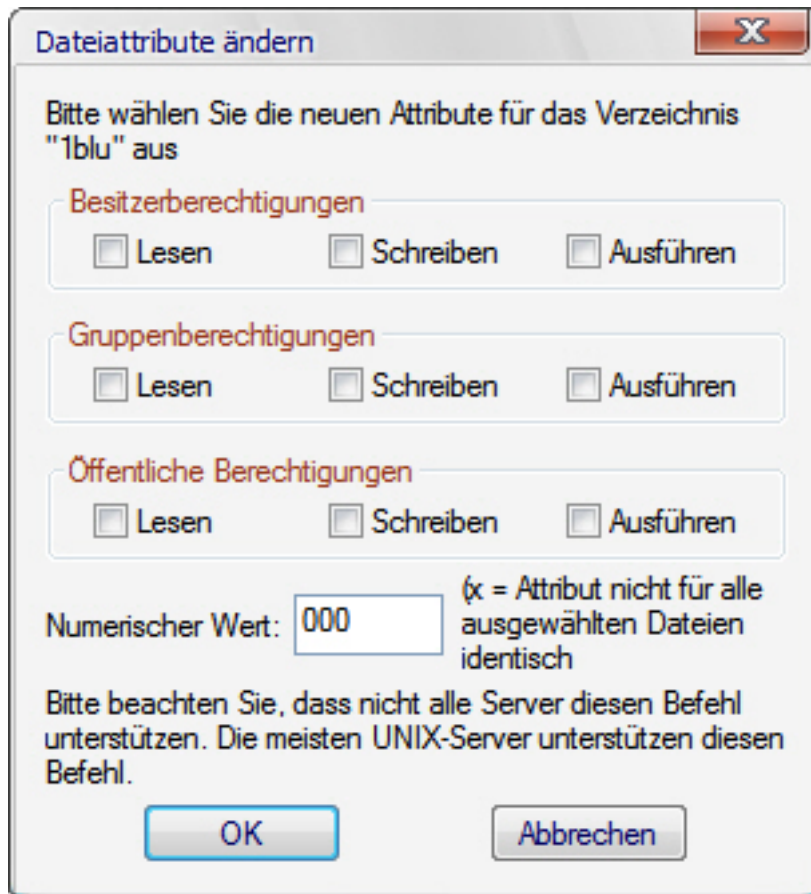 Dateiattribute ändern
Bitte wählen Sie die neuen Attribute für das Verzeichnis
"1blu" aus
Besitzerberechtigungen
Lesen Schreiben Ausführen
Gruppenberechtigungen
Lesen Schreiben Ausführen
Öffentliche Berechtigungen
Lesen Schreiben Ausführen
Numerischer Wert: 000
(x = Attribut nicht für alle
ausgewählten Dateien
identisch
Bitte beachten Sie, dass nicht alle Server diesen Befehl
unterstützen. Die meisten UNIX-Server unterstützen diesen
Befehl.
OK Abbrechen